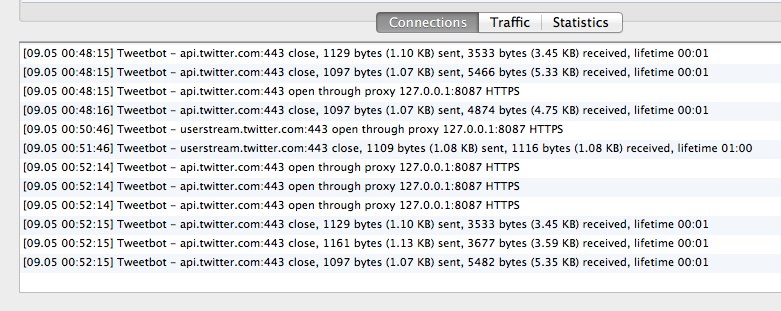 Connections Traffic Statistics
[09.05 00:48:15] Tweetbot – api.twitter.com:443 close, 1129 bytes (1.10 KB) sent, 3533 bytes (3.45 KB) received, lifetime 00:01
[09.05 00:48:15] Tweetbot – api.twitter.com:443 close, 1097 bytes (1.07 KB) sent, 5466 bytes (5.33 KB) received, lifetime 00:01
[09.05 00:48:15] Tweetbot – api.twitter.com:443 open through proxy 127.0.0.1:8087 HTTPS
[09.05 00:48:16] Tweetbot – api.twitter.com:443 close, 1097 bytes (1.07 KB) sent, 4874 bytes (4.75 KB) received, lifetime 00:01
[09.05 00:50:46] Tweetbot – userstream.twitter.com:443 open through proxy 127.0.0.1:8087 HTTPS
[09.05 00:51:46] Tweetbot – userstream.twitter.com:443 close, 1109 bytes (1.08 KB) sent, 1116 bytes (1.08 KB) received, lifetime 01:00
[09.05 00:52:14] Tweetbot – api.twitter.com:443 open through proxy 127.0.0.1:8087 HTTPS
[09.05 00:52:14] Tweetbot – api.twitter.com:443 open through proxy 127.0.0.1:8087 HTTPS
[09.05 00:52:14] Tweetbot – api.twitter.com:443 open through proxy 127.0.0.1:8087 HTTPS
[09.05 00:52:15] Tweetbot – api.twitter.com:443 close, 1129 bytes (1.10 KB) sent, 3533 bytes (3.45 KB) received, lifetime 00:01
[09.05 00:52:15] Tweetbot – api.twitter.com:443 close, 1161 bytes (1.13 KB) sent, 3677 bytes (3.59 KB) received, lifetime 00:01
[09.05 00:52:15] Tweetbot – api.twitter.com:443 close, 1097 bytes (1.07 KB) sent, 5482 bytes (5.35 KB) received, lifetime 00:01